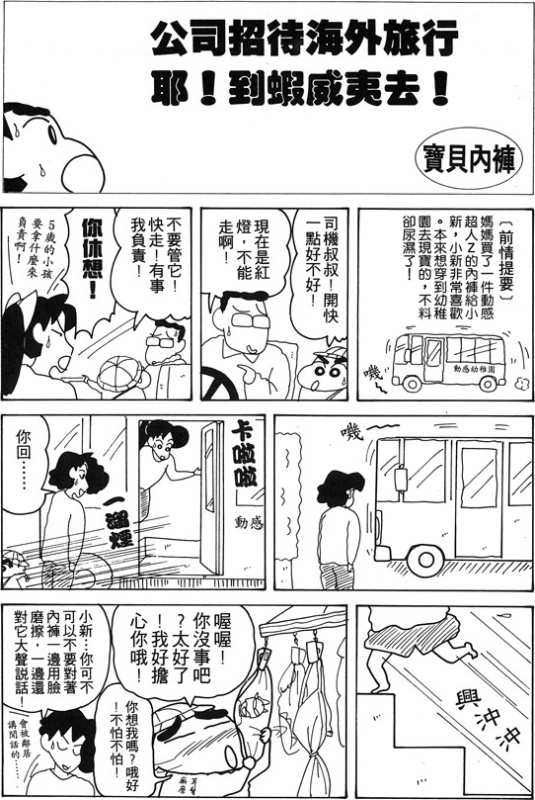 公司招待海外旅行
耶！到蝦威夷去！
寶貝內褲
〔前情提要〕
媽媽買了一件動感
超人Z的內褲給小
新，小新非常喜歡
。本來想穿到幼稚
園去現寶的，不料
卻尿濕了！
動感幼稚園
嘰～
司機叔叔！開快
一點好不好！
現在是紅
燈，不能
走啊！
不要管它！
快走！有事
我負責！
你休想！
5歲的小孩
要拿什麼來
負責啊！
嘰～
卡啦啦
動感
一溜煙
你回……
興沖沖
喔喔！
你沒事吧
？太好了
！我好擔
心你哦！
你想我嗎？哦好
！不怕不怕！
小新…你可不
可以不要對著
內褲一邊用臉
磨擦，一邊還
對它大聲說話！
會被鄰居
講閒話的……